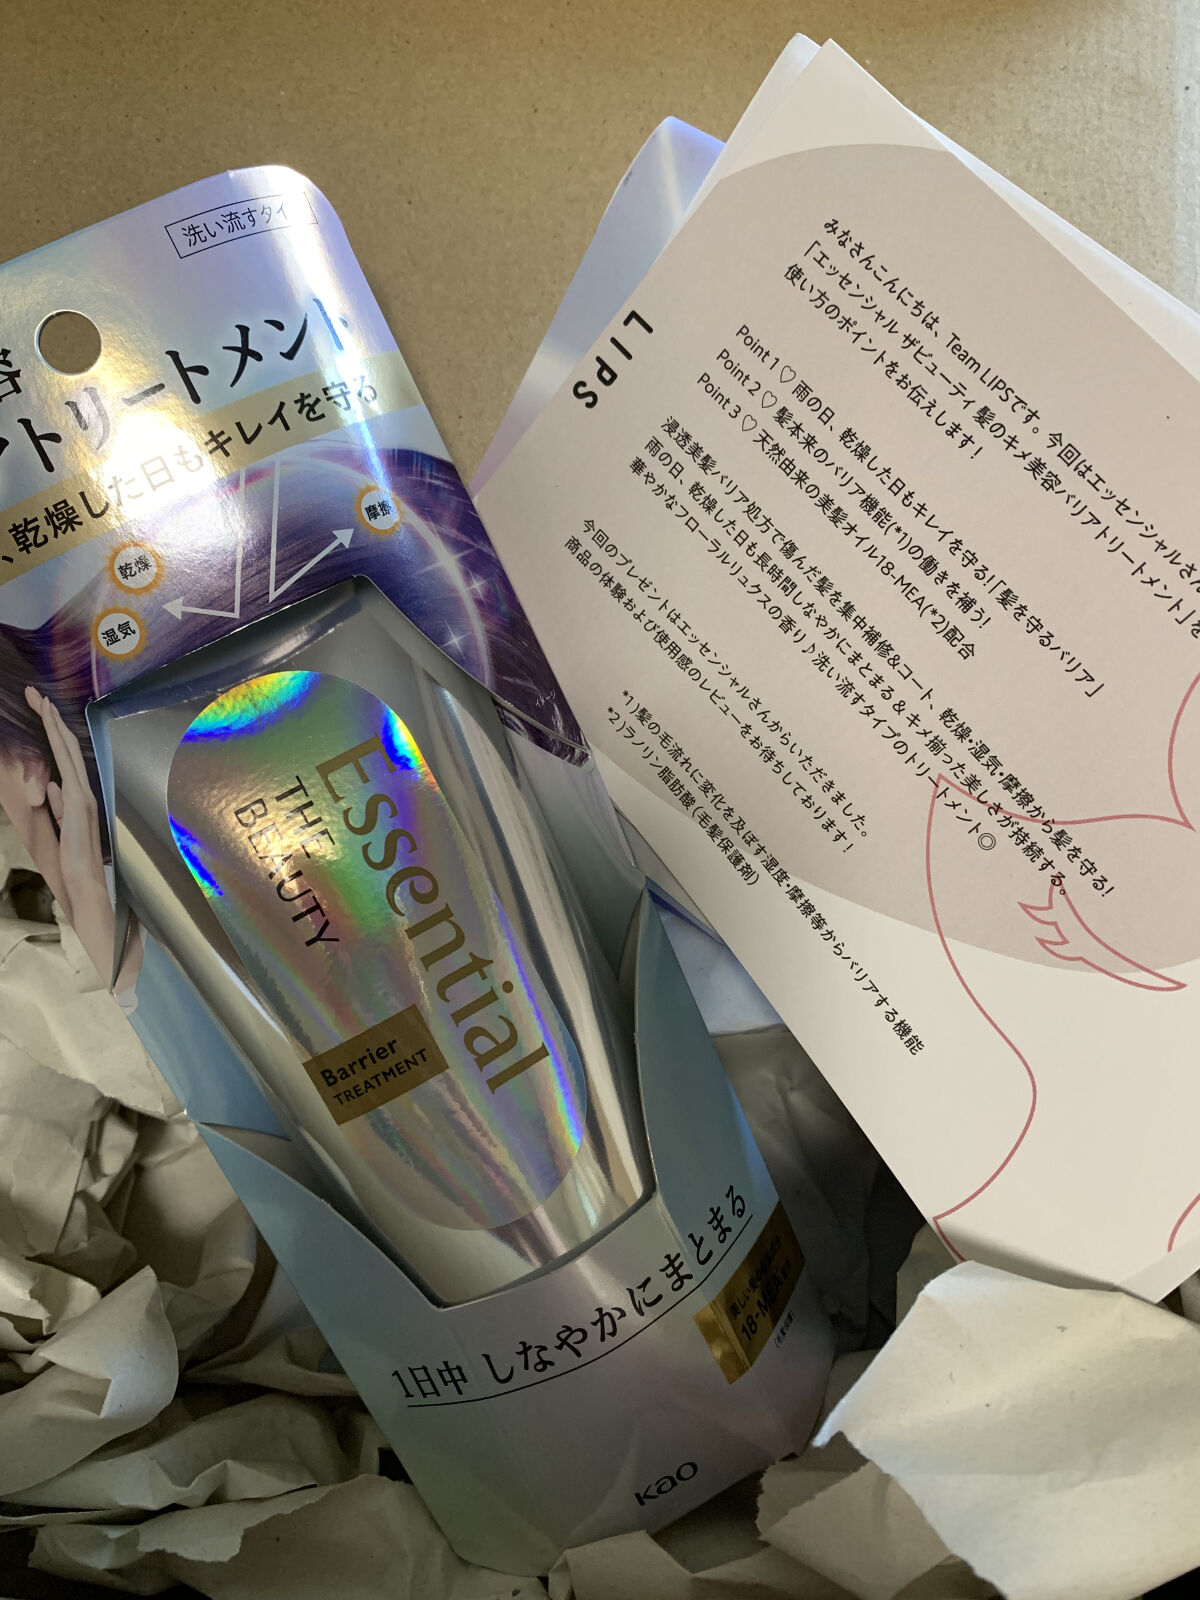 洗い流すタイ
容
トリートメント
、乾燥した日もキレイを守る
摩擦
乾燥
湿気
イメージ
Essential
THE
BEAUTY
Barrier
TREATMENT
1日中 しなやかにまとまる
18-MEA
Kao
LIPS
みなさんこんにちは、Team LIPSです。今回はエッセンシャルさん
「エッセンシャル ザビューティ 髪のキメ美容バリアトリートメント」を
使い方のポイントをお伝えします！
Point 1♡雨の日、乾燥した日もキレイを守る!「髪を守るバリア」
Point 2♡髪本来のバリア機能(*1)の働きを補う!
Point 3♡天然由来の美髪オイル18-MEA(*2)配合
浸透美髪バリア処方で傷んだ髪を集中補修&コート、乾燥・湿気・摩擦から髪を守る!
雨の日、乾燥した日も長時間しなやかにまとまる&キメ揃った美しさが持続する。
華やかなフローラルリュクスの香り♪洗い流すタイプのトリートメント◎
今回のプレゼントはエッセンシャルさんからいただきました。
商品の体験および使用感のレビューをお待ちしております！
*1)髪の毛流れに変化を及ぼす湿度・摩擦等からバリアする機能
*2)ラノリン脂肪酸(毛髪保護剤)